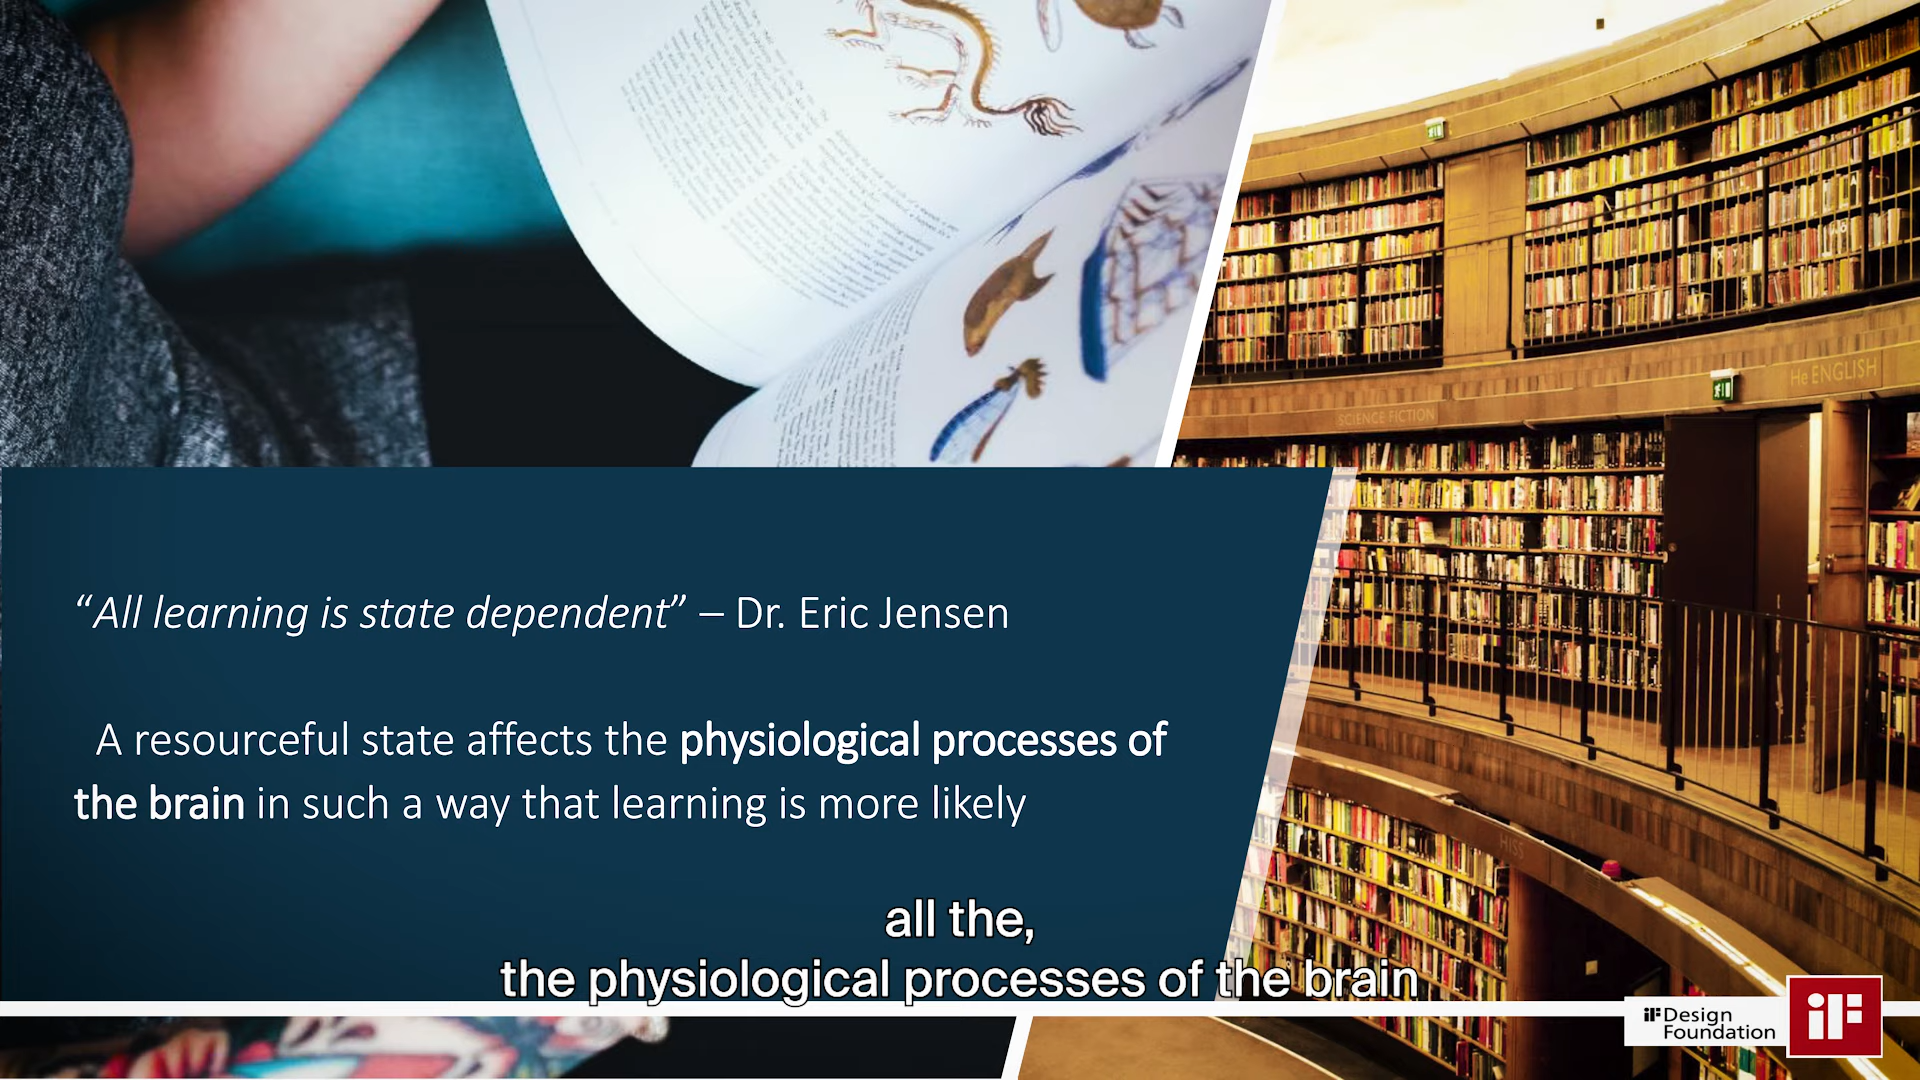 He ENGLISH
SCIENCE FICTION
“All learning is state dependent” – Dr. Eric Jensen
A resourceful state affects the physiological processes of
the brain in such a way that learning is more likely
HISS
all the,
the physiological processes of the brain
iF Design
Foundation
iF